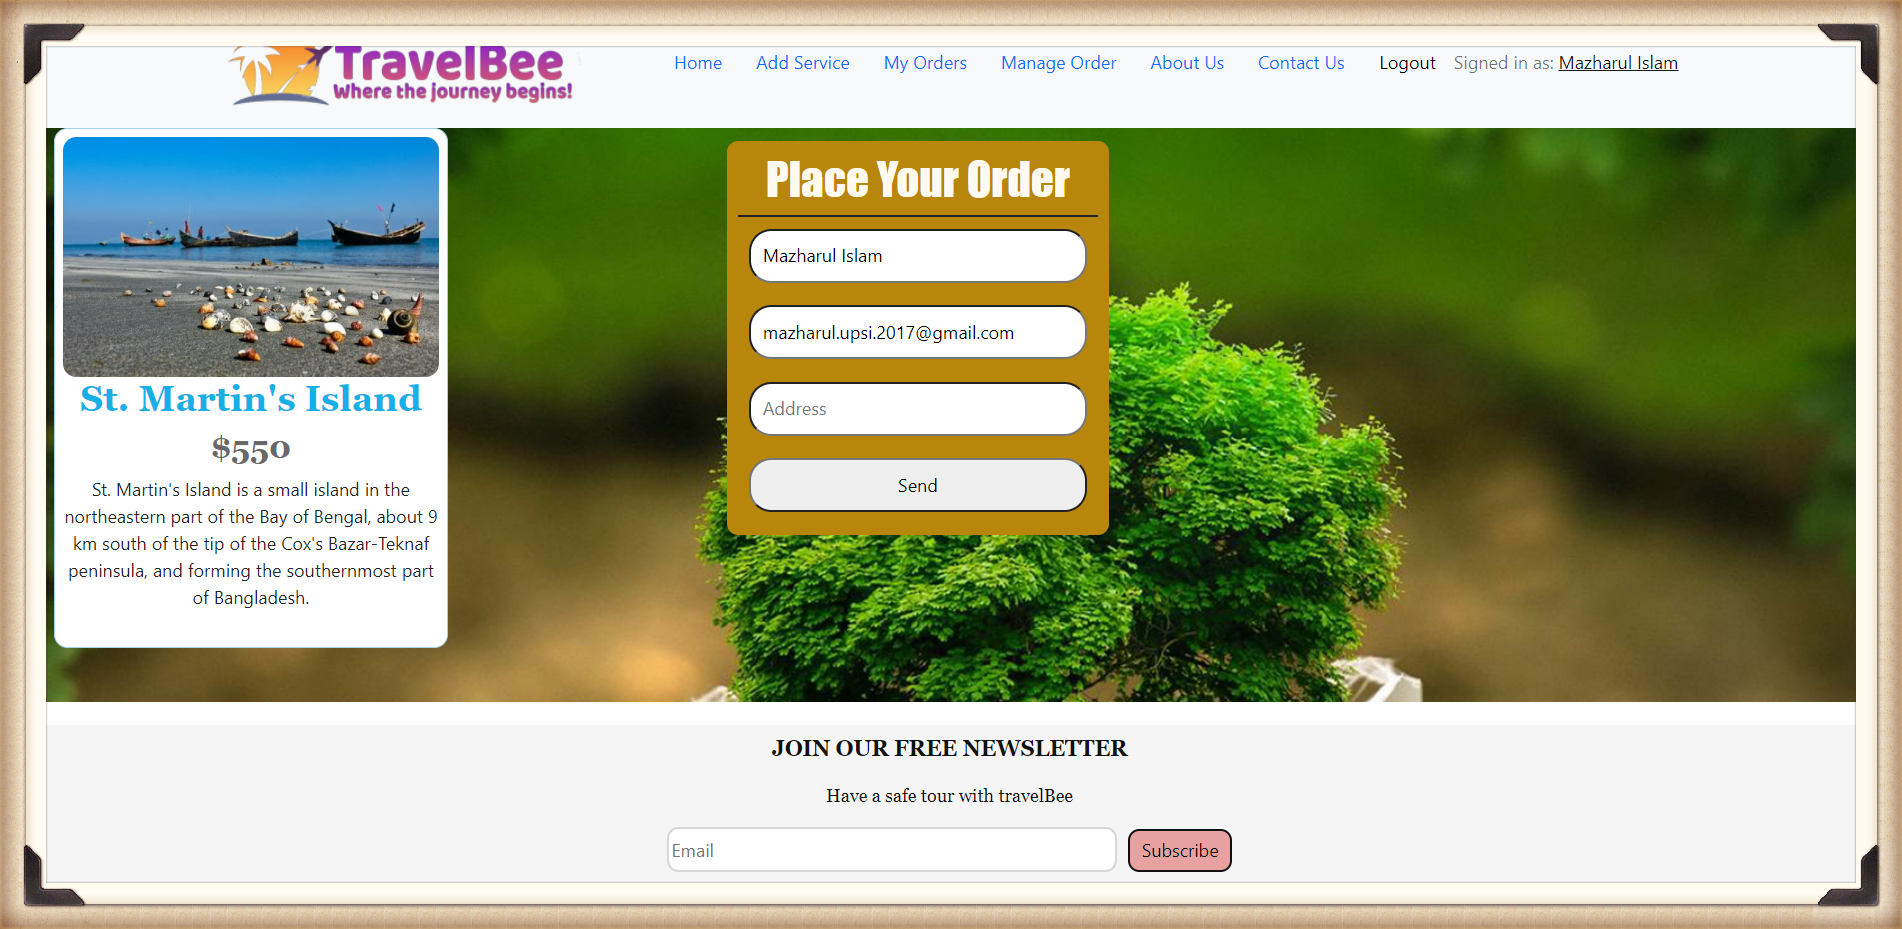 TravelBee
Where the journey begins!
Home Add Service My Orders Manage Order About Us Contact Us Logout Signed in as: Mazharul Islam
St. Martin's Island
$550
St. Martin's Island is a small island in the
northeastern part of the Bay of Bengal, about 9
km south of the tip of the Cox's Bazar-Teknaf
peninsula, and forming the southernmost part
of Bangladesh.
Place Your Order
Mazharul Islam
mazharul.upsi.2017@gmail.com
Address
Send
JOIN OUR FREE NEWSLETTER
Have a safe tour with travelBee
Email Subscribe